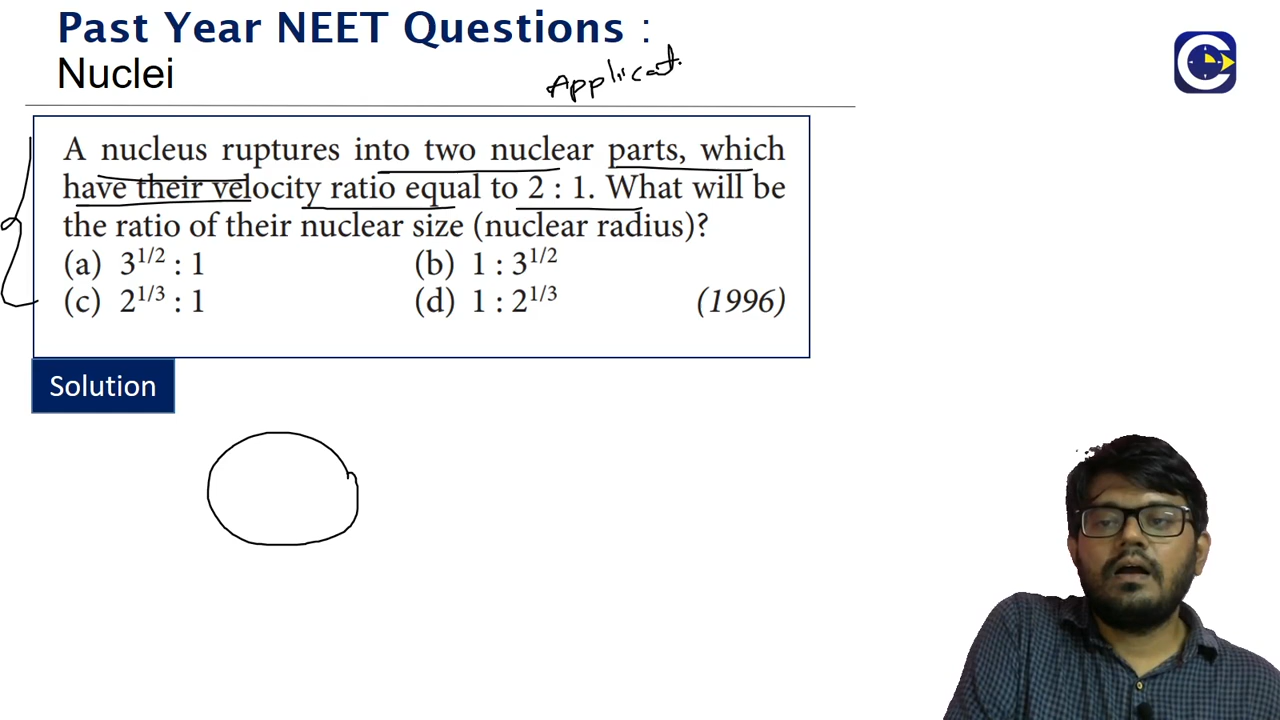 Past Year NEET Questions :
Nuclei
Applicat.
A nucleus ruptures into two nuclear parts, which
have their velocity ratio equal to 2 : 1. What will be
the ratio of their nuclear size (nuclear radius)?
(a) 3^{1/2} : 1 (b) 1 : 3^{1/2}
(c) 2^{1/3} : 1 (d) 1 : 2^{1/3} (1996)
Solution